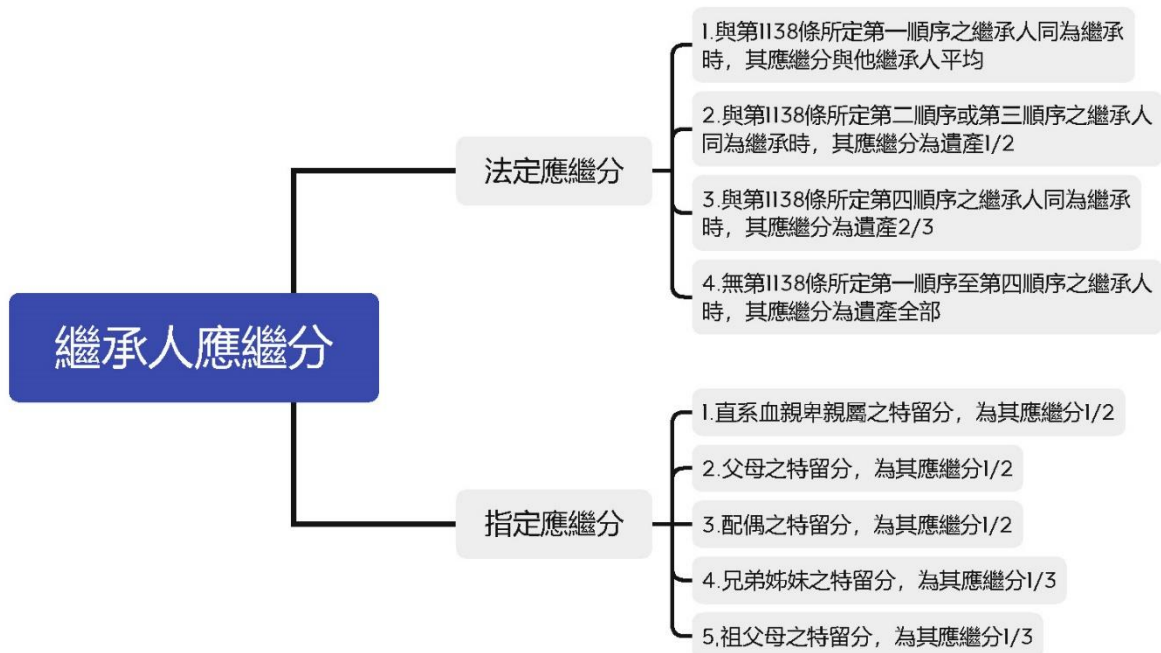 繼承人應繼分
法定應繼分
1.與第1138條所定第一順序之繼承人同為繼承
時，其應繼分與他繼承人平均
2.與第1138條所定第二順序或第三順序之繼承人
同為繼承時，其應繼分為遺產1/2
3.與第1138條所定第四順序之繼承人同為繼承
時，其應繼分為遺產2/3
4.無第1138條所定第一順序至第四順序之繼承人
時，其應繼分為遺產全部
指定應繼分
1.直系血親卑親屬之特留分，為其應繼分1/2
2.父母之特留分，為其應繼分1/2
3.配偶之特留分，為其應繼分1/2
4.兄弟姊妹之特留分，為其應繼分1/3
5.祖父母之特留分，為其應繼分1/3